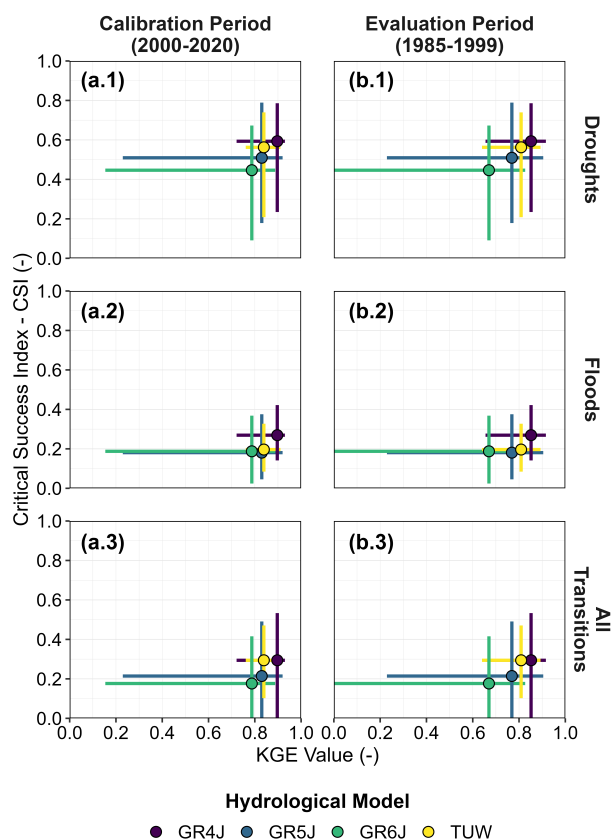 Calibration Period
(2000-2020)
Evaluation Period
(1985-1999)
(a.1)
(b.1)
1.0
0.8
0.6
0.4
0.2
0.0
Droughts
(a.2)
(b.2)
1.0
0.8
0.6
0.4
0.2
0.0
Floods
(a.3)
(b.3)
1.0
0.8
0.6
0.4
0.2
0.0
All
Transitions
Critical Success Index - CSI (-)
0.0 0.2 0.4 0.6 0.8 1.0
0.0 0.2 0.4 0.6 0.8 1.0
KGE Value (-)
Hydrological Model
GR4J GR5J GR6J TUW